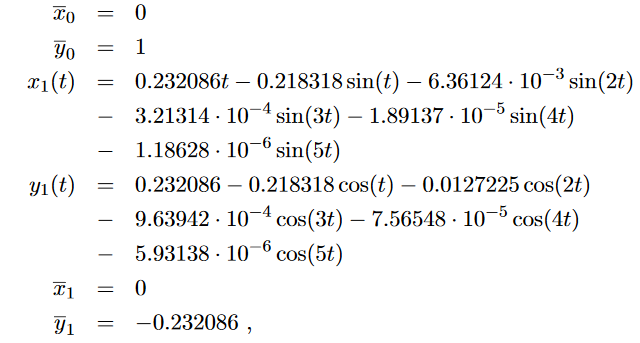 x̅₀ = 0
y̅₀ = 1
x₁(t) = 0.232086t − 0.218318 sin(t) − 6.36124 · 10⁻³ sin(2t)
− 3.21314 · 10⁻⁴ sin(3t) − 1.89137 · 10⁻⁵ sin(4t)
− 1.18628 · 10⁻⁶ sin(5t)
y₁(t) = 0.232086 − 0.218318 cos(t) − 0.0127225 cos(2t)
− 9.63942 · 10⁻⁴ cos(3t) − 7.56548 · 10⁻⁵ cos(4t)
− 5.93138 · 10⁻⁶ cos(5t)
x̅₁ = 0
y̅₁ = −0.232086 ,